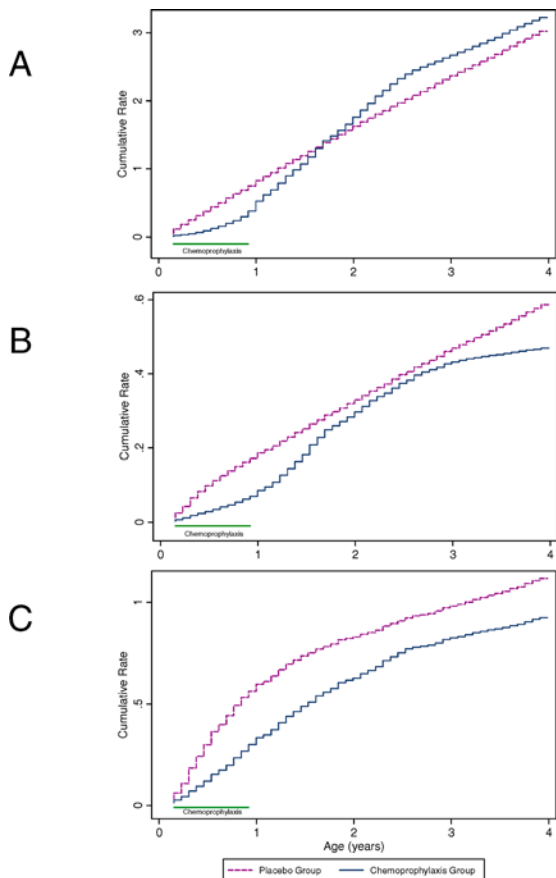 A
Cumulative Rate
3
2
1
0
Chemoprophylaxis
0 1 2 3 4
B
Cumulative Rate
.6
.4
.2
0
Chemoprophylaxis
0 1 2 3 4
C
Cumulative Rate
1
.5
0
Chemoprophylaxis
0 1 2 3 4
Age (years)
Placebo Group Chemoprophylaxis Group